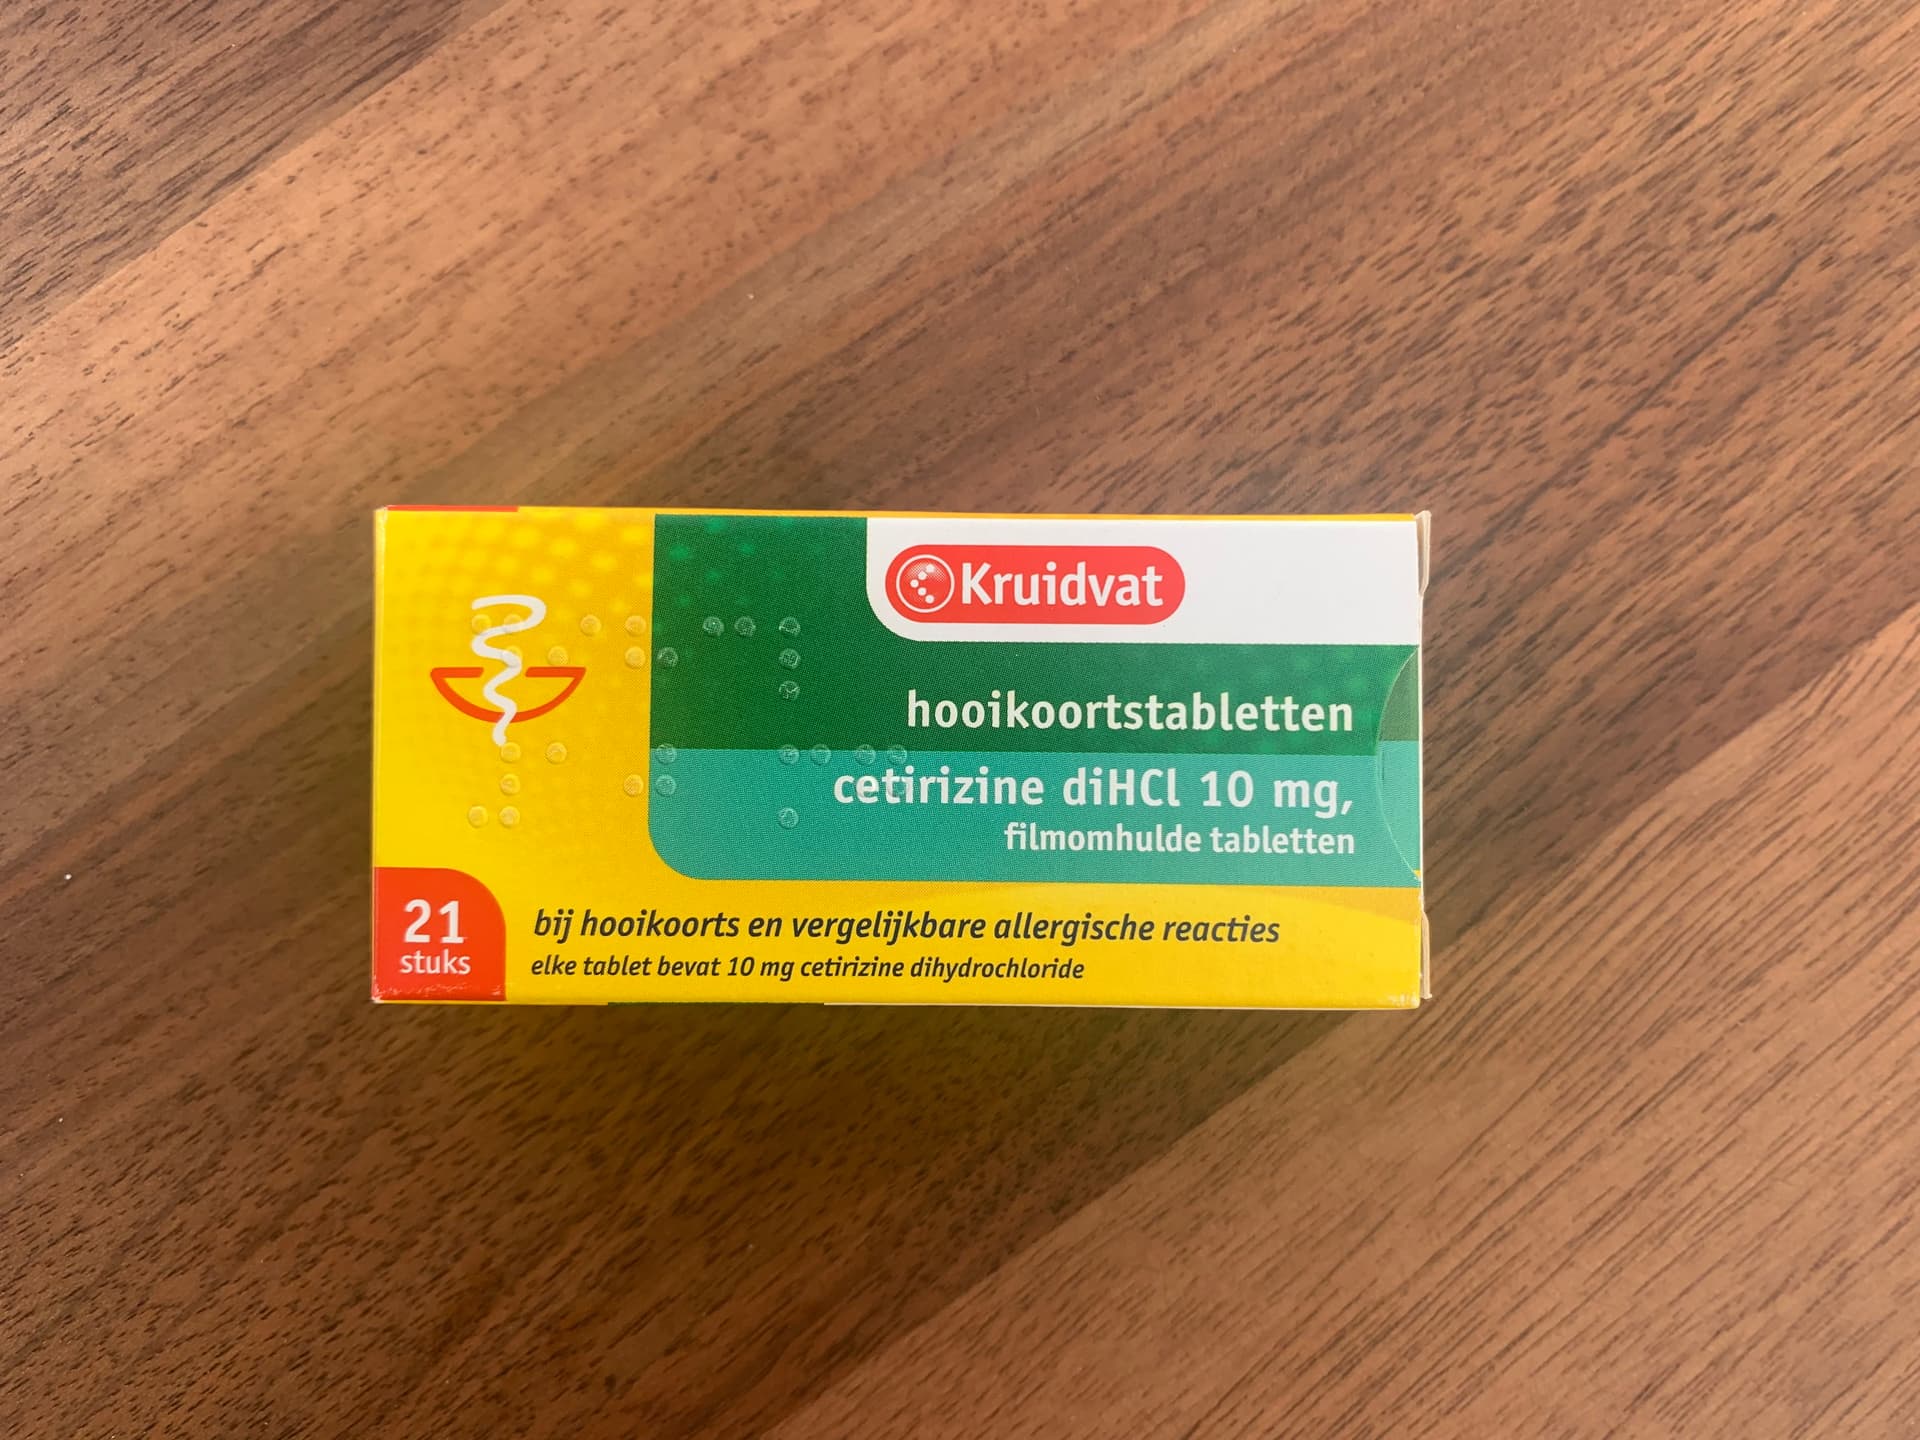 Kruidvat
hooikoortstabletten
cetirizine diHCl 10 mg,
filmomhulde tabletten
21
stuks
bij hooikoorts en vergelijkbare allergische reacties
elke tablet bevat 10 mg cetirizine dihydrochloride